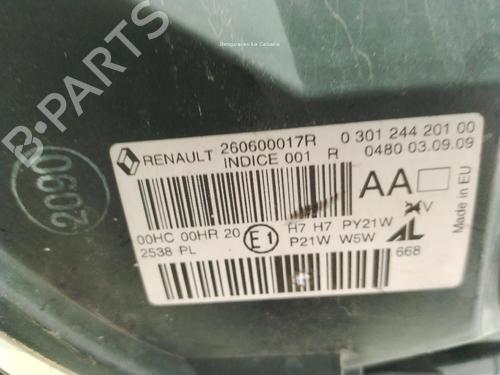 Desguaces La Cabaña
RENAULT 260600017R 0 301 244 201 00
INDICE 001 R 0480 03.09.09
AA
Made in EU
00HC 00HR 20 E1 H7 H7 PY21W V
2538 PL P21W W5W AL
668
2090
B-PARTS